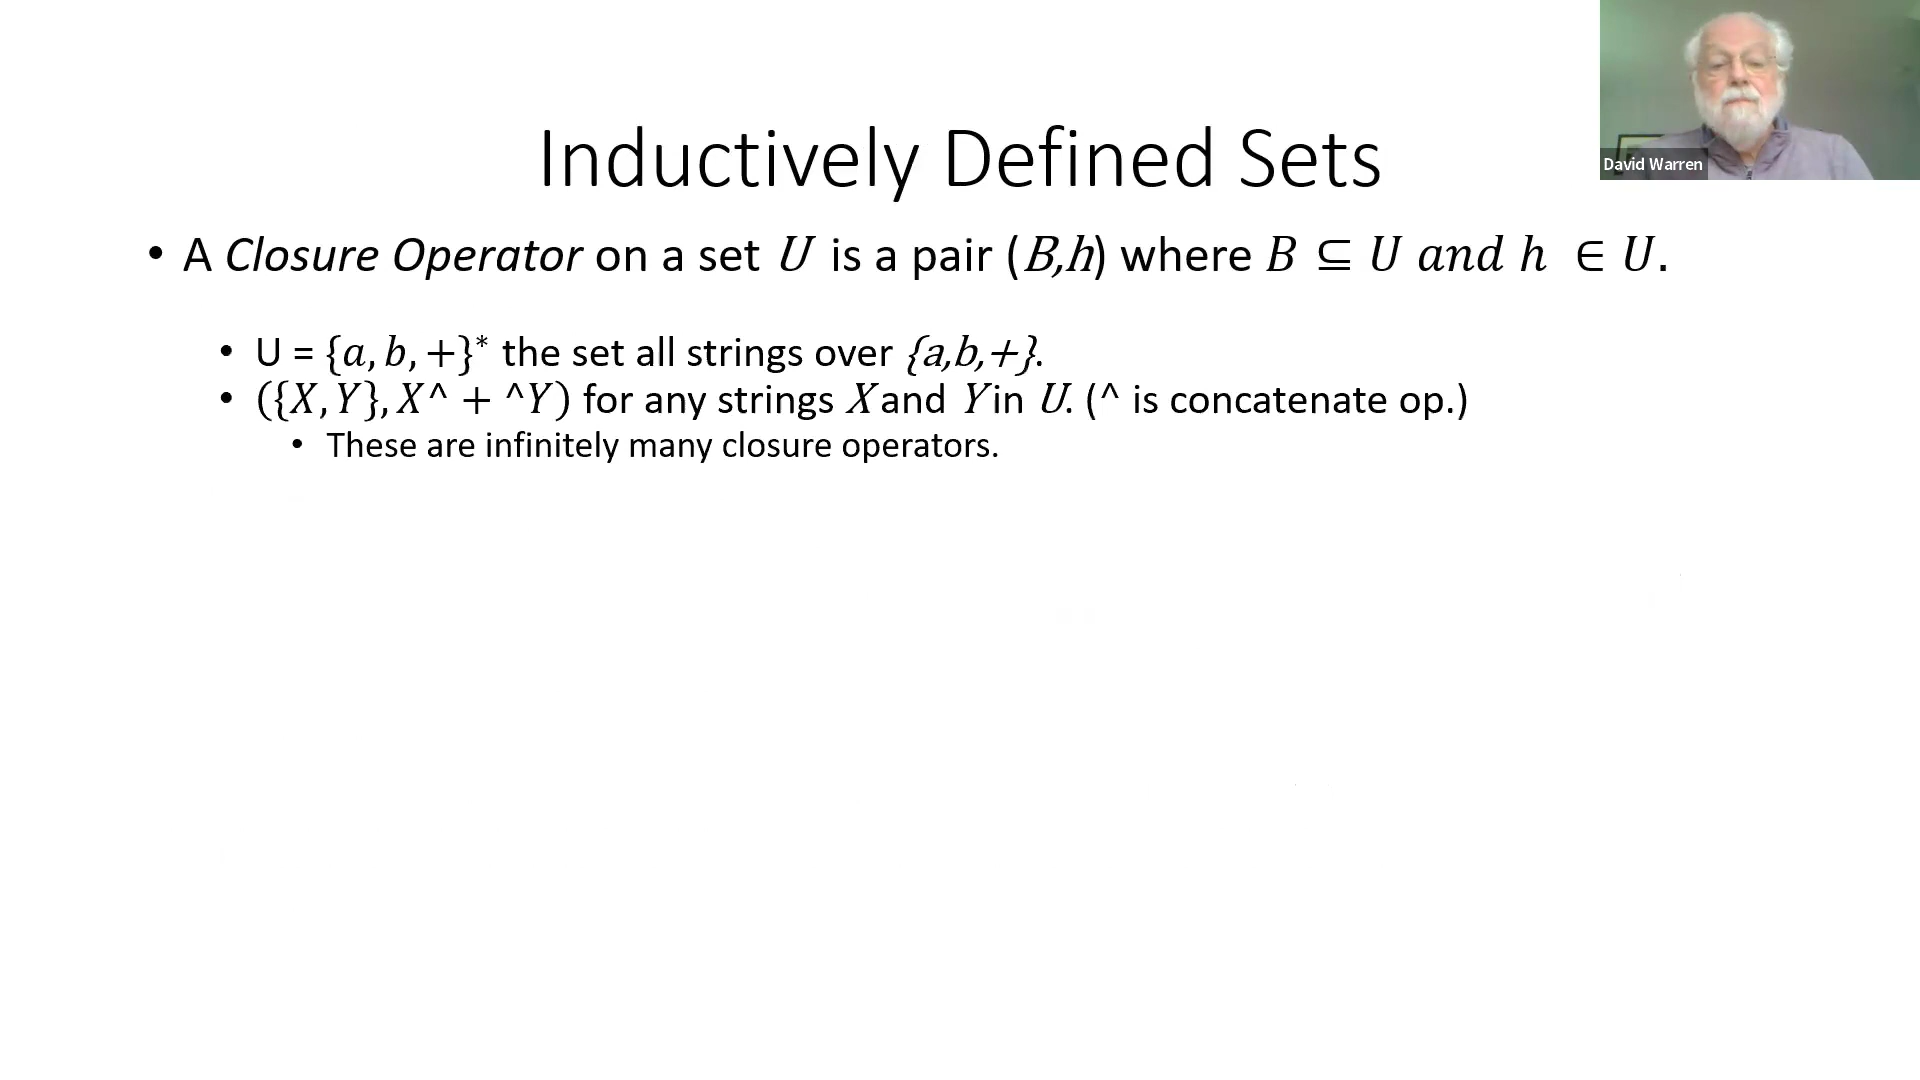 David Warren
Inductively Defined Sets
• A Closure Operator on a set U is a pair (B,h) where B ⊆ U and h ∈ U.
• U = {a, b, +}* the set all strings over {a,b,+}.
• ({X, Y}, X^ + ^Y) for any strings X and Y in U. (^ is concatenate op.)
• These are infinitely many closure operators.